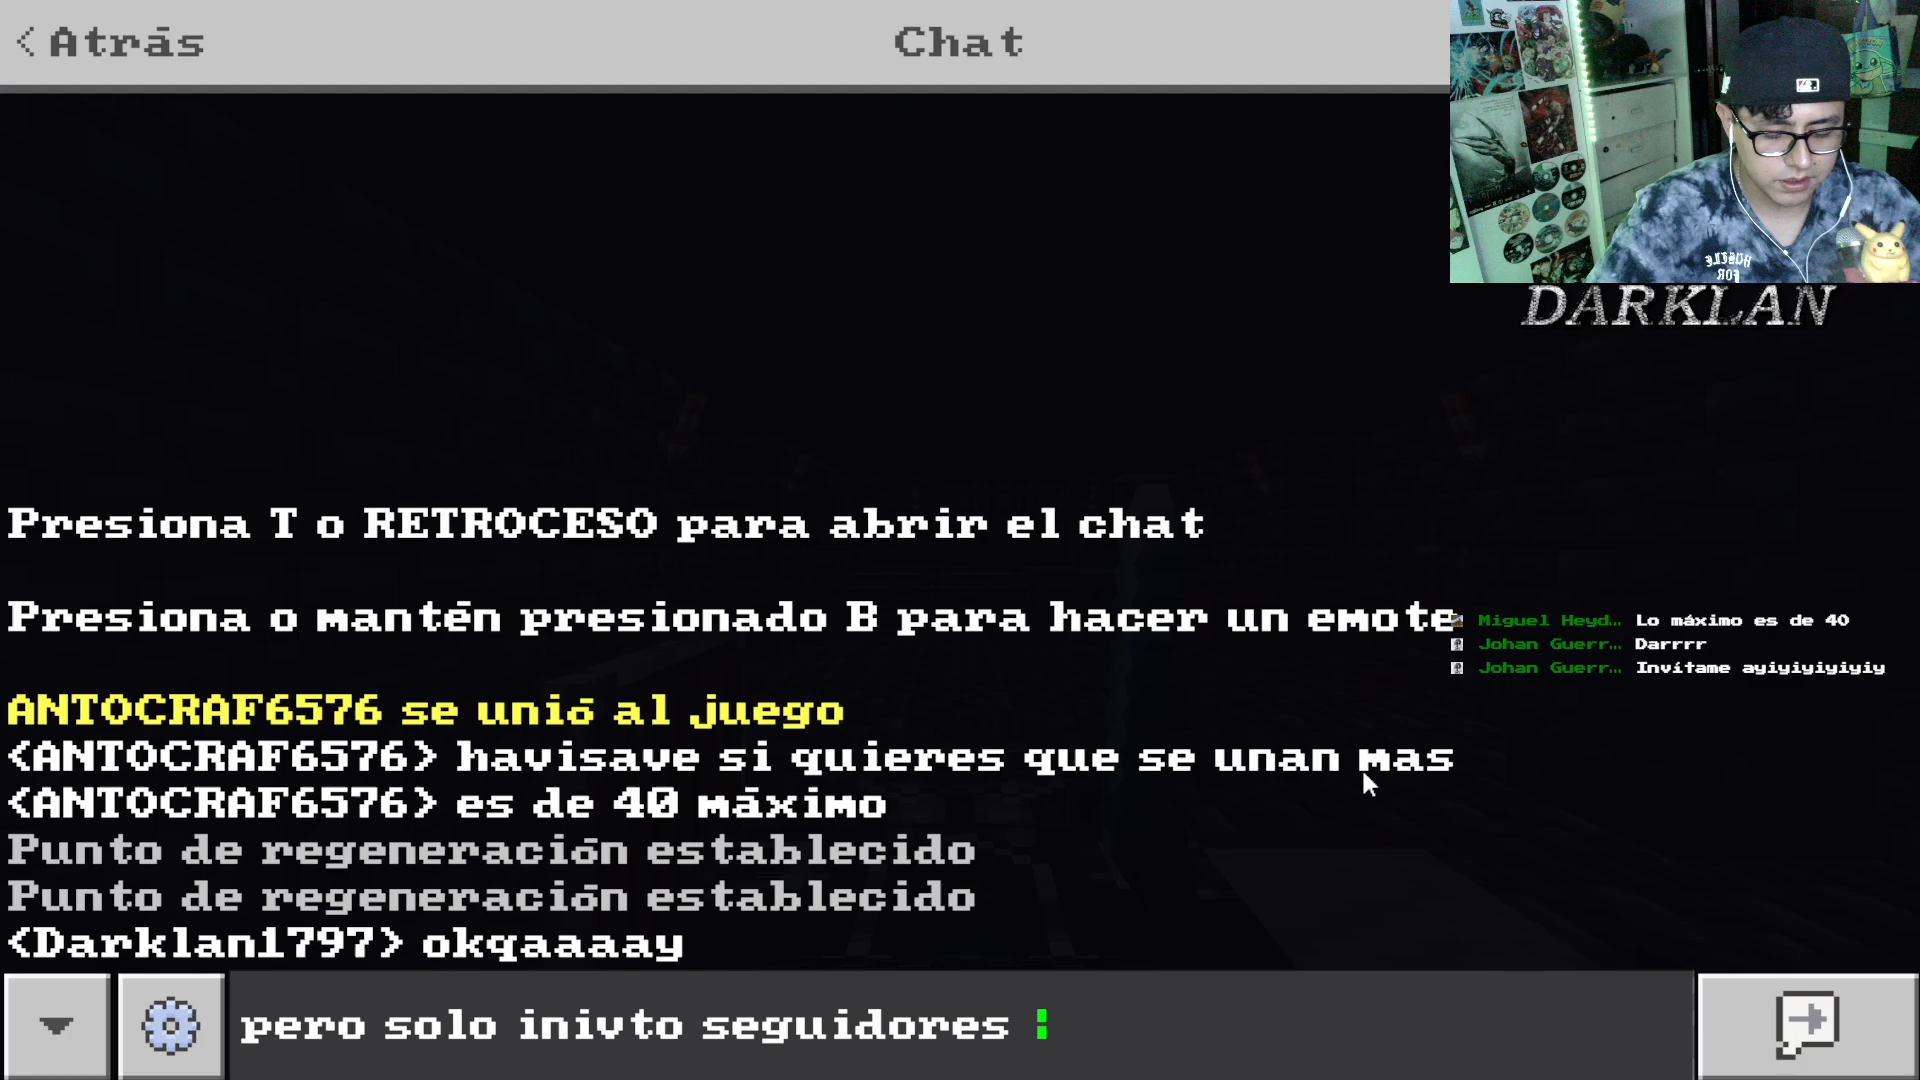 Atrás
Chat
DARKLAN
Presiona T o RETROCESO para abrir el chat
Presiona o mantén presionado B para hacer un emote
Miguel Heyd... Lo máximo es de 40
Johan Guerr... Darrrr
Johan Guerr... Invítame ayiyiyiyiyiy
ANTOCRAF6576 se unió al juego
<ANTOCRAF6576> havisave si quieres que se unan mas
<ANTOCRAF6576> es de 40 máximo
Punto de regeneración establecido
Punto de regeneración establecido
<Darklan1797> okqaaaay
pero solo inivto seguidores